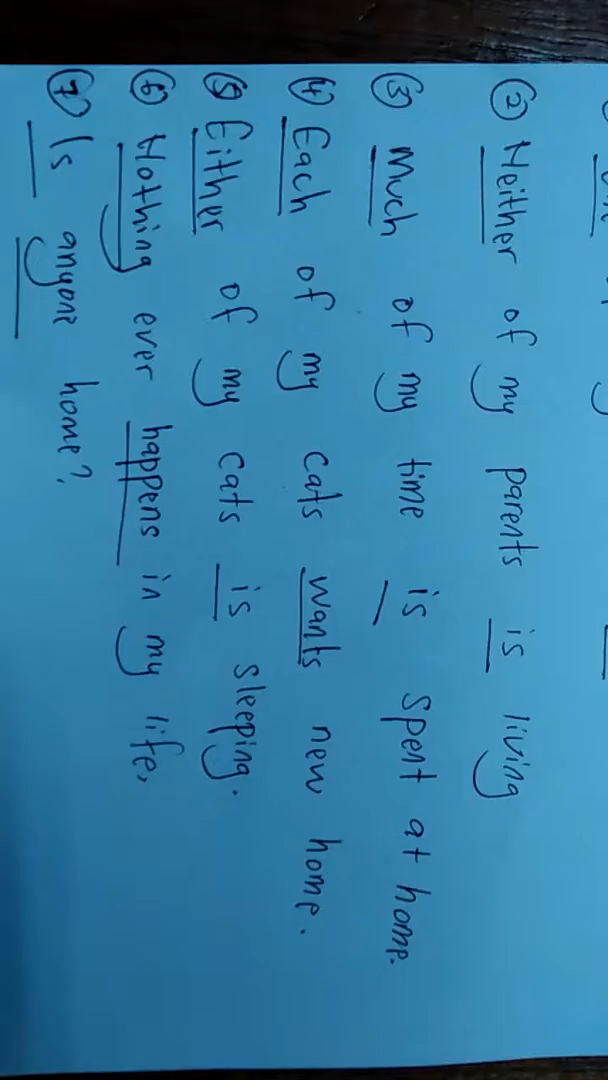 ② Neither of my parents is living
③ Much of my time is spent at home.
④ Each of my cats wants new home.
⑤ Either of my cats is sleeping.
⑥ Nothing ever happens in my life,
⑦ Is anyone home?